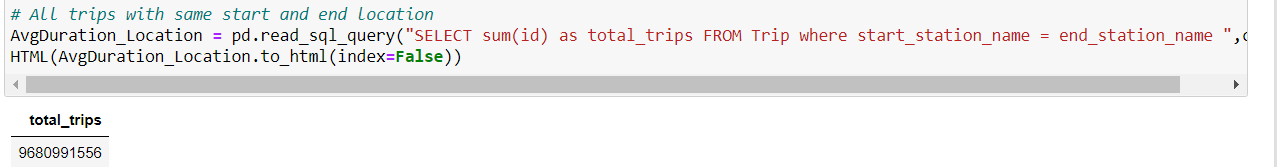 # All trips with same start and end location
AvgDuration_Location = pd.read_sql_query("SELECT sum(id) as total_trips FROM Trip where start_station_name = end_station_name ",c
HTML(AvgDuration_Location.to_html(index=False))
total_trips
9680991556